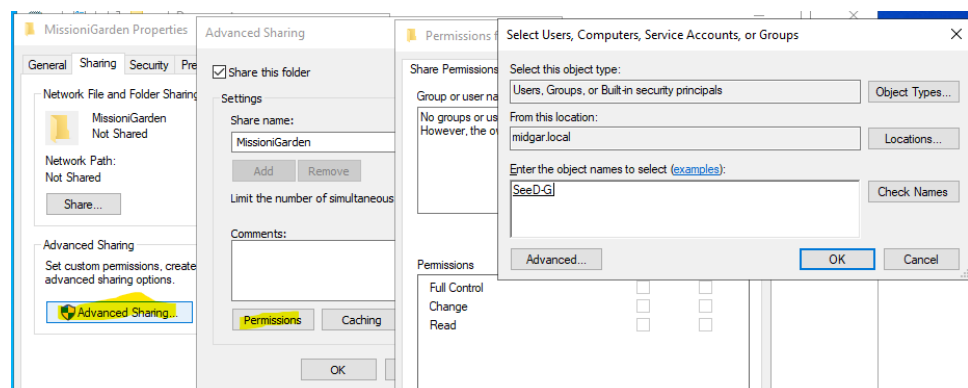 MissioniGarden Properties
General Sharing Security Pre
Network File and Folder Sharing
MissioniGarden
Not Shared
Network Path:
Not Shared
Share...
Advanced Sharing
Set custom permissions, create
advanced sharing options.
Advanced Sharing...
Advanced Sharing
Share this folder
Settings
Share name:
MissioniGarden
Add Remove
Limit the number of simultaneous
Comments:
Permissions Caching
OK
Permissions f
Share Permissions
Group or user na
No groups or us
However, the ow
Permissions
Full Control
Change
Read
Select Users, Computers, Service Accounts, or Groups
Select this object type:
Users, Groups, or Built-in security principals
Object Types...
From this location:
midgar.local
Locations...
Enter the object names to select (examples):
SeeD-G
Check Names
Advanced... OK Cancel